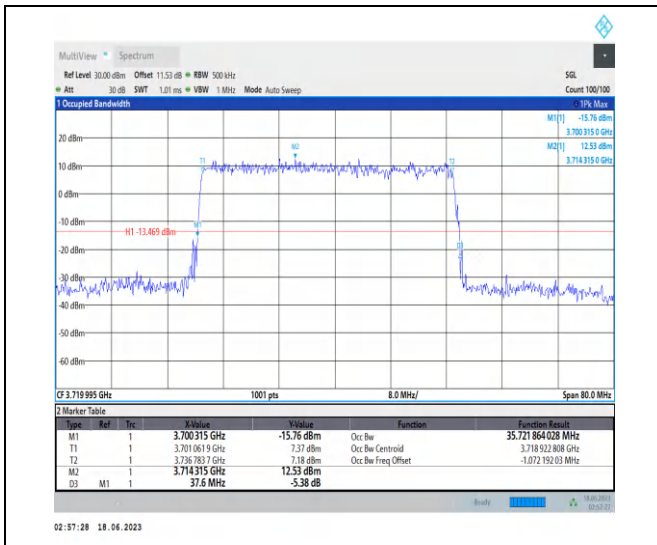 MultiView Spectrum
Ref Level 30.00 dBm Offset 11.53 dB RBW 500 kHz SGL
Att 30 dB SWT 1.01 ms VBW 1 MHz Mode Auto Sweep Count 100/100
1 Occupied Bandwidth 1Pk Max
M1[1] -15.76 dBm
3.700 315 0 GHz
M2[1] 12.53 dBm
3.714 315 0 GHz
20 dBm
M2
T1 T2
10 dBm
0 dBm
-10 dBm
M1
H1 -13.469 dBm
D3
-20 dBm
-30 dBm
-40 dBm
-50 dBm
-60 dBm
CF 3.719 995 GHz 1001 pts 8.0 MHz/ Span 80.0 MHz
2 Marker Table
Type Ref Trc X-Value Y-Value Function Function Result
M1 1 3.700 315 GHz -15.76 dBm Occ Bw 35.721 864 028 MHz
T1 1 3.701 061 9 GHz 7.37 dBm Occ Bw Centroid 3.718 922 808 GHz
T2 1 3.736 783 7 GHz 7.18 dBm Occ Bw Freq Offset -1.072 192 03 MHz
M2 1 3.714 315 GHz 12.53 dBm
D3 M1 1 37.6 MHz -5.38 dB
Ready 18.06.2023
02:57:27
02:57:28 18.06.2023